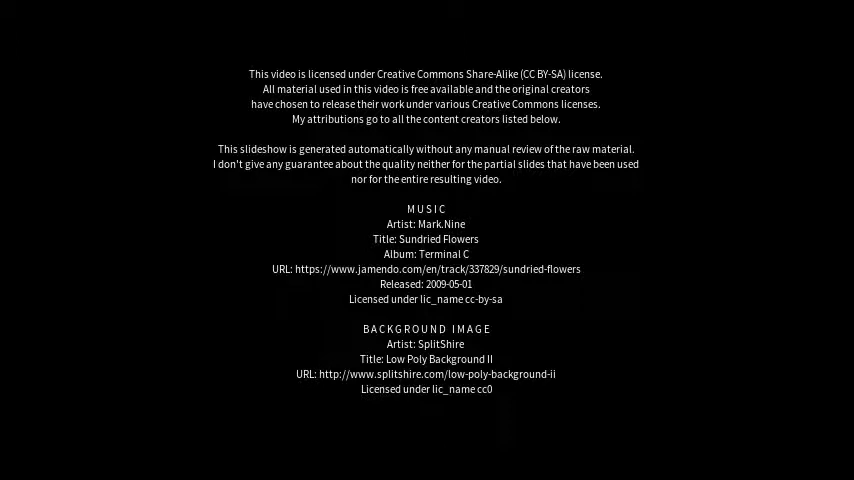 This video is licensed under Creative Commons Share-Alike (CC BY-SA) license.
All material used in this video is free available and the original creators
have chosen to release their work under various Creative Commons licenses.
My attributions go to all the content creators listed below.
This slideshow is generated automatically without any manual review of the raw material.
I don't give any guarantee about the quality neither for the partial slides that have been used
nor for the entire resulting video.
MUSIC
Artist: Mark.Nine
Title: Sundried Flowers
Album: Terminal C
URL: https://www.jamendo.com/en/track/337829/sundried-flowers
Released: 2009-05-01
Licensed under lic_name cc-by-sa
BACKGROUND IMAGE
Artist: SplitShire
Title: Low Poly Background II
URL: http://www.splitshire.com/low-poly-background-ii
Licensed under lic_name cc0